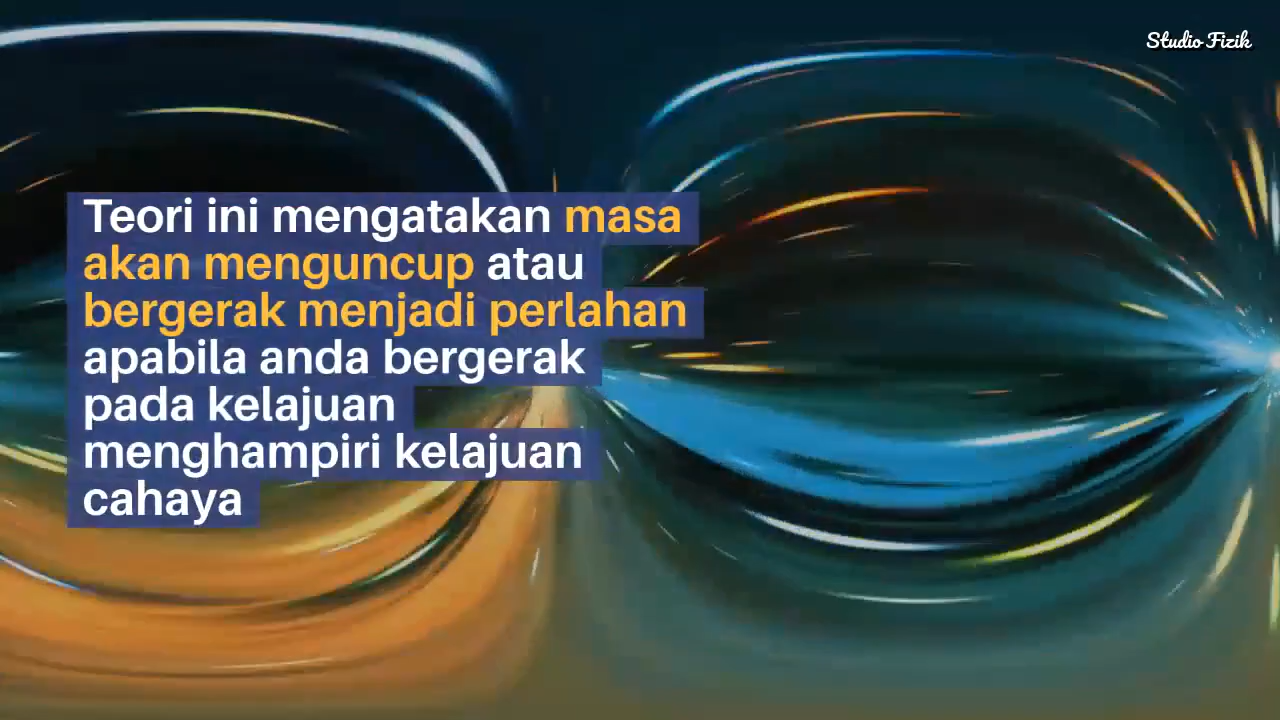 Studio Fizik
Teori ini mengatakan masa
akan menguncup atau
bergerak menjadi perlahan
apabila anda bergerak
pada kelajuan
menghampiri kelajuan
cahaya